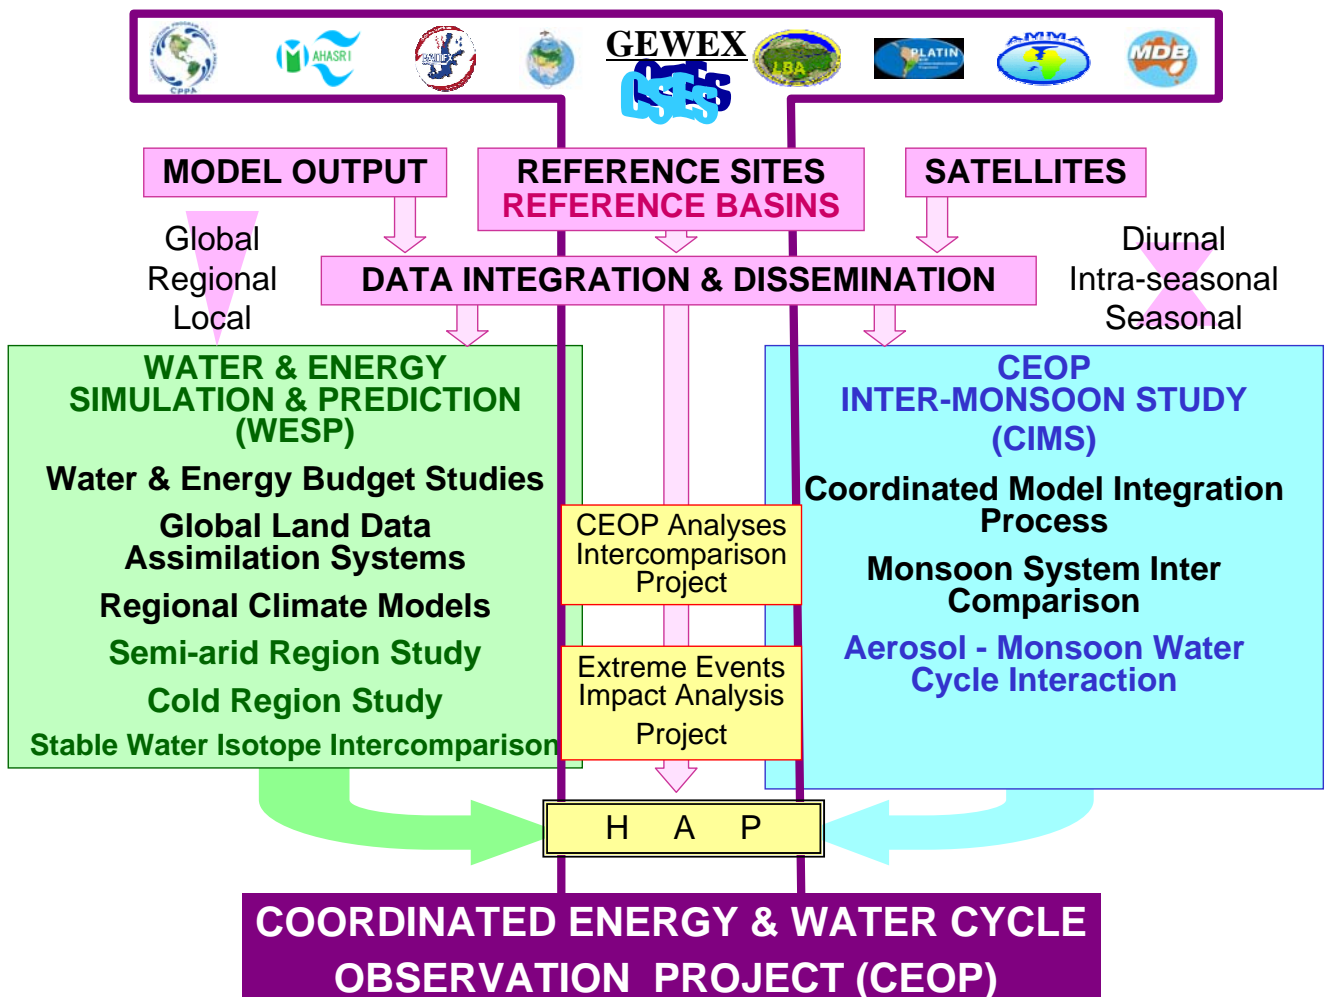 CPPA
AHASRI
BALTEX
GEWEX
CSEs
LBA
PLATIN
AMMA
MDB
MODEL OUTPUT
REFERENCE SITES
REFERENCE BASINS
SATELLITES
Global
Regional
Local
DATA INTEGRATION & DISSEMINATION
Diurnal
Intra-seasonal
Seasonal
WATER & ENERGY
SIMULATION & PREDICTION
(WESP)
Water & Energy Budget Studies
Global Land Data
Assimilation Systems
Regional Climate Models
Semi-arid Region Study
Cold Region Study
Stable Water Isotope Intercomparison
CEOP Analyses
Intercomparison
Project
Extreme Events
Impact Analysis
Project
CEOP
INTER-MONSOON STUDY
(CIMS)
Coordinated Model Integration
Process
Monsoon System Inter
Comparison
Aerosol - Monsoon Water
Cycle Interaction
H A P
COORDINATED ENERGY & WATER CYCLE
OBSERVATION PROJECT (CEOP)